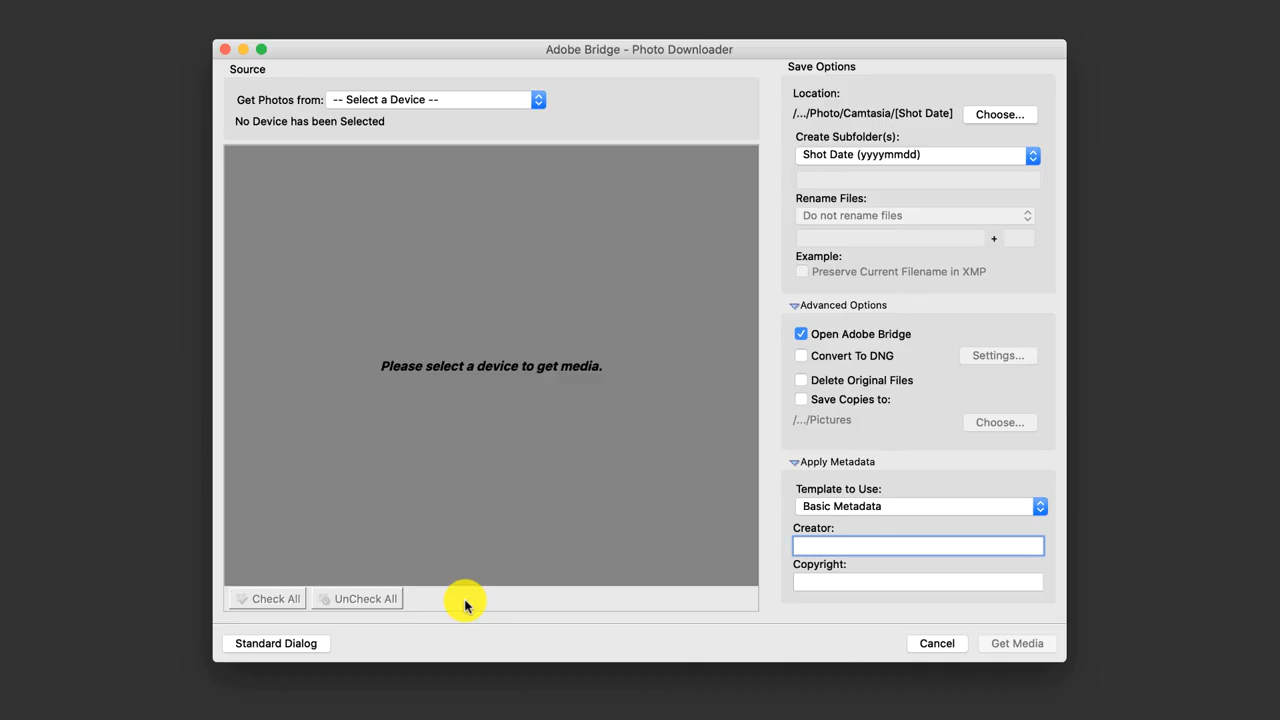 Adobe Bridge - Photo Downloader
Source
Get Photos from: -- Select a Device --
No Device has been Selected
Please select a device to get media.
Check All
UnCheck All
Standard Dialog
Save Options
Location:
/.../Photo/Camtasia/[Shot Date] Choose...
Create Subfolder(s):
Shot Date (yyyymmdd)
Rename Files:
Do not rename files
+
Example:
Preserve Current Filename in XMP
Advanced Options
Open Adobe Bridge
Convert To DNG Settings...
Delete Original Files
Save Copies to:
/.../Pictures Choose...
Apply Metadata
Template to Use:
Basic Metadata
Creator:
Copyright:
Cancel Get Media